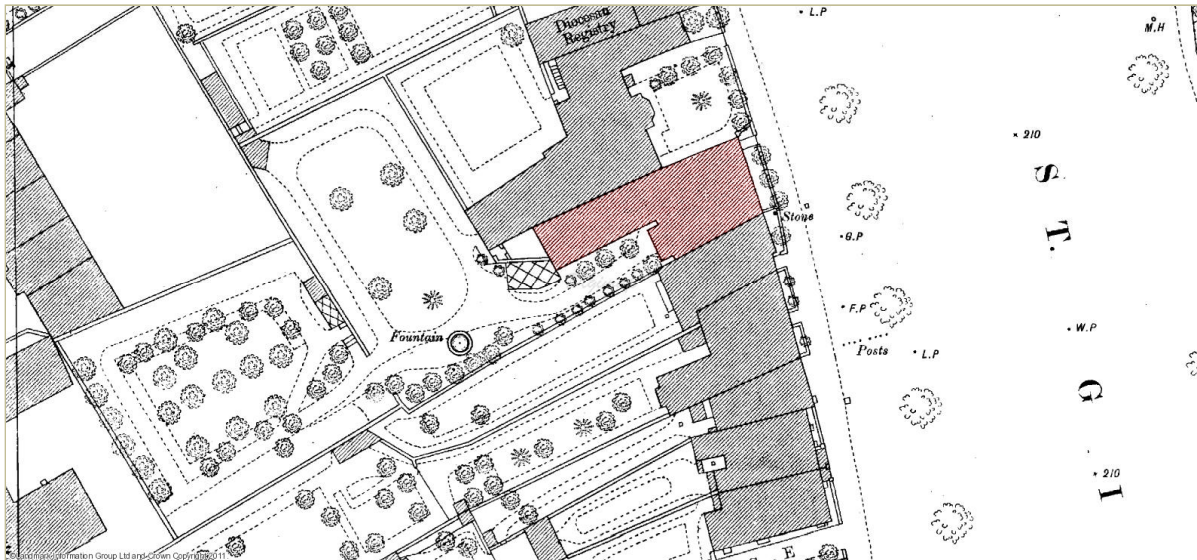 Diocesan
Registry
L.P
M.H
210
S
T.
Stone
G.P
F.P
W.P
Fountain
Posts
L.P
G
I
210
E
© Landmark Information Group Ltd and Crown Copyright 2011